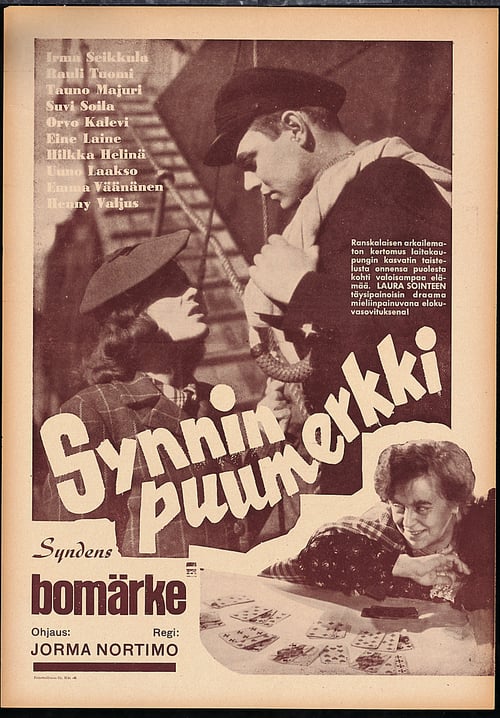 Irma Seikkula
Rauli Tuomi
Tauno Majuri
Suvi Soila
Orvo Kalevi
Eine Laine
Hilkka Helinä
Uuno Laakso
Emma Väänänen
Henny Valjus
Ranskalaisen arkailema-
ton kertomus laitakau-
pungin kasvatin taiste-
lusta onnensa puolesta
kohti valoisampaa elä-
mää. LAURA SOINTEEN
täysipainoisin draama
mieliinpainuvana eloku-
vasovituksena!
Synnin
puumerkki
Syndens
bomärke
Ohjaus: Regi:
JORMA NORTIMO